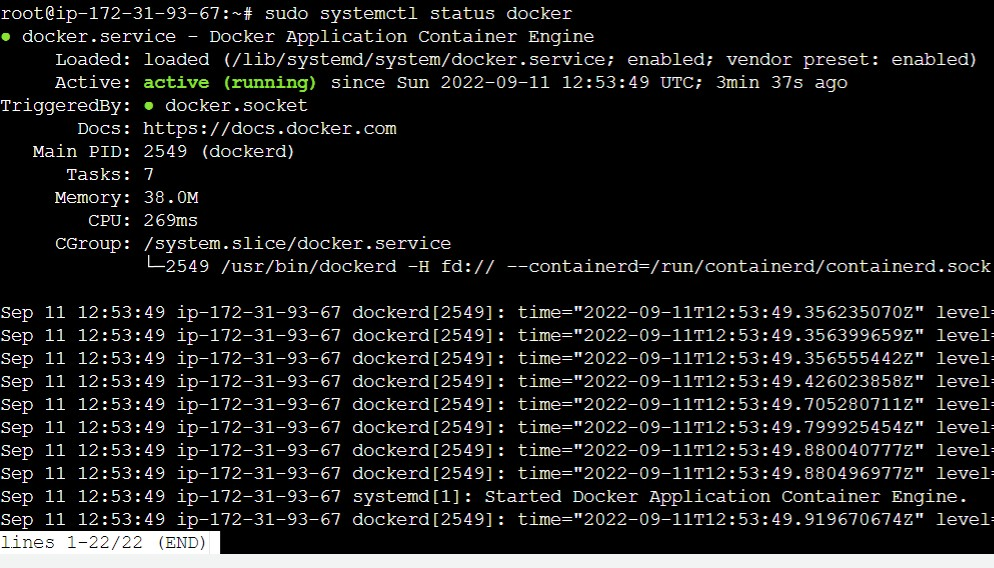 root@ip-172-31-93-67:~# sudo systemctl status docker
● docker.service - Docker Application Container Engine
     Loaded: loaded (/lib/systemd/system/docker.service; enabled; vendor preset: enabled)
     Active: active (running) since Sun 2022-09-11 12:53:49 UTC; 3min 37s ago
TriggeredBy: ● docker.socket
       Docs: https://docs.docker.com
   Main PID: 2549 (dockerd)
      Tasks: 7
     Memory: 38.0M
        CPU: 269ms
     CGroup: /system.slice/docker.service
             └─2549 /usr/bin/dockerd -H fd:// --containerd=/run/containerd/containerd.sock
Sep 11 12:53:49 ip-172-31-93-67 dockerd[2549]: time="2022-09-11T12:53:49.356235070Z" level=
Sep 11 12:53:49 ip-172-31-93-67 dockerd[2549]: time="2022-09-11T12:53:49.356399659Z" level=
Sep 11 12:53:49 ip-172-31-93-67 dockerd[2549]: time="2022-09-11T12:53:49.356555442Z" level=
Sep 11 12:53:49 ip-172-31-93-67 dockerd[2549]: time="2022-09-11T12:53:49.426023858Z" level=
Sep 11 12:53:49 ip-172-31-93-67 dockerd[2549]: time="2022-09-11T12:53:49.705280711Z" level=
Sep 11 12:53:49 ip-172-31-93-67 dockerd[2549]: time="2022-09-11T12:53:49.799925454Z" level=
Sep 11 12:53:49 ip-172-31-93-67 dockerd[2549]: time="2022-09-11T12:53:49.880040777Z" level=
Sep 11 12:53:49 ip-172-31-93-67 dockerd[2549]: time="2022-09-11T12:53:49.880496977Z" level=
Sep 11 12:53:49 ip-172-31-93-67 systemd[1]: Started Docker Application Container Engine.
Sep 11 12:53:49 ip-172-31-93-67 dockerd[2549]: time="2022-09-11T12:53:49.919670674Z" level=
lines 1-22/22 (END)